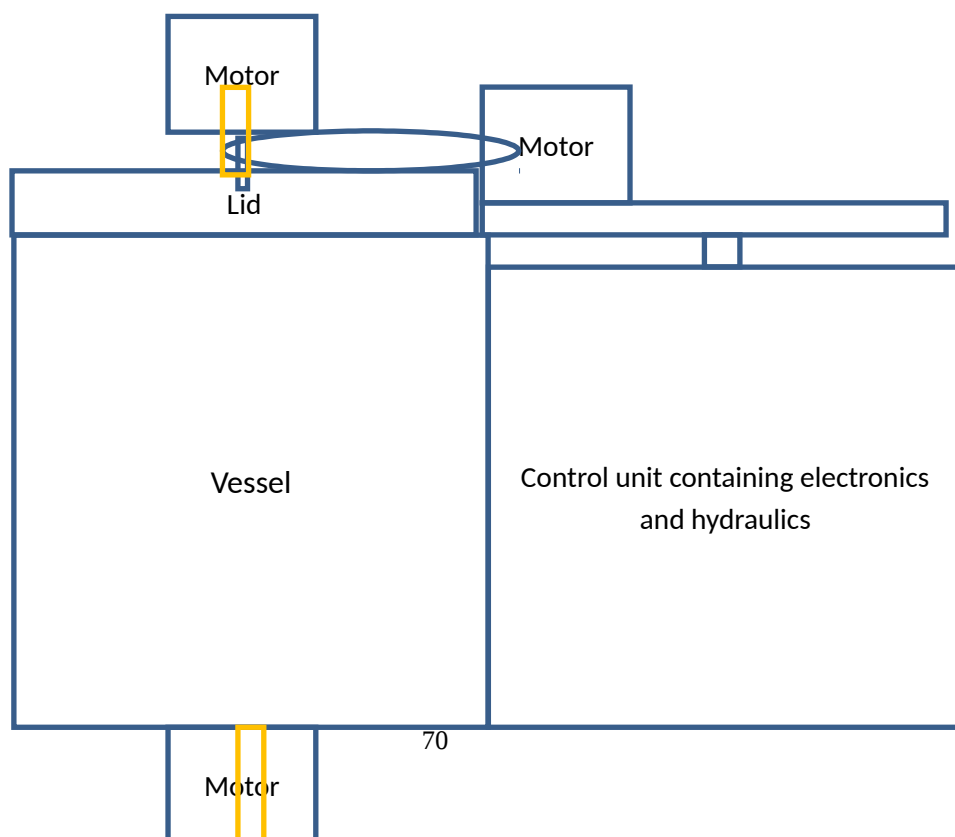 Motor
Motor
Lid
Vessel
Control unit containing electronics
and hydraulics
70
Motor